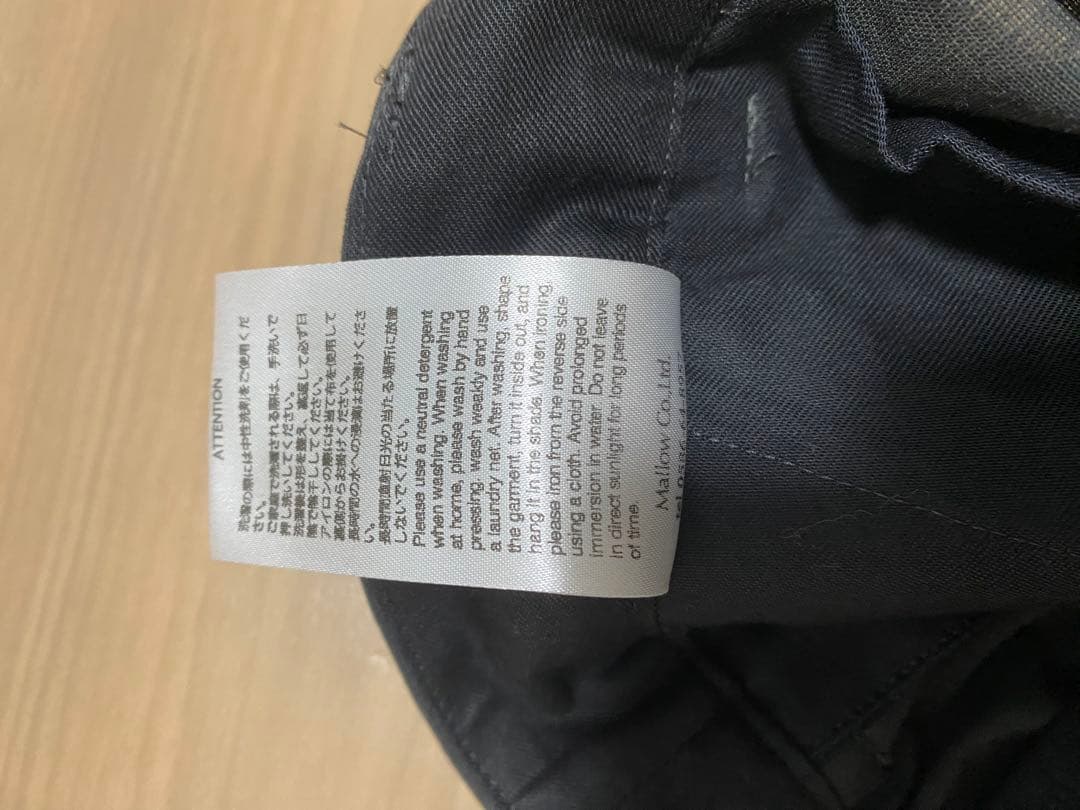 ATTENTION
洗濯の際には中性洗剤をご使用くだ
さい。
ご家庭で洗濯される際は、手洗いで
押し洗いしてください。
洗濯後は形を整え、裏返して必ず日
陰で陰干ししてください。
アイロンの際には当て布を使用して
裏側からお掛けください。
長時間の水への浸漬はお避けくださ
い。
長時間直射日光の当たる場所に放置
しないでください。
Please use a neutral detergent
when washing. When washing
at home, please wash by hand
pressing. wash weakly and use
a laundry net. After washing, shape
the garment, turn it inside out, and
hang it in the shade. When ironing,
please iron from the reverse side
using a cloth. Avoid prolonged
immersion in water. Do not leave
in direct sunlight for long periods
of time.
Mallow Co.,Ltd.